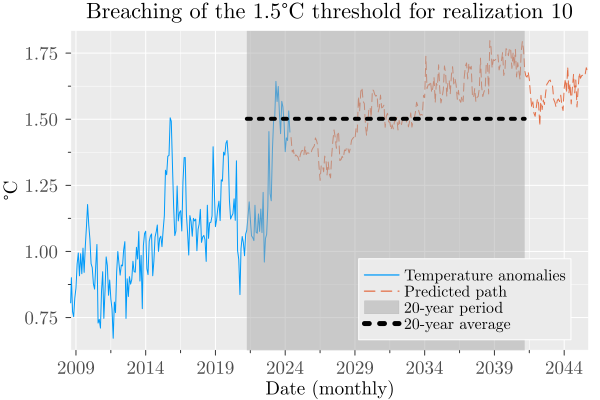 Breaching of the 1.5°C threshold for realization 10
1.75
1.50
1.25
1.00
0.75
°C
2009 2014 2019 2024 2029 2034 2039 2044
Date (monthly)
Temperature anomalies
Predicted path
20-year period
20-year average